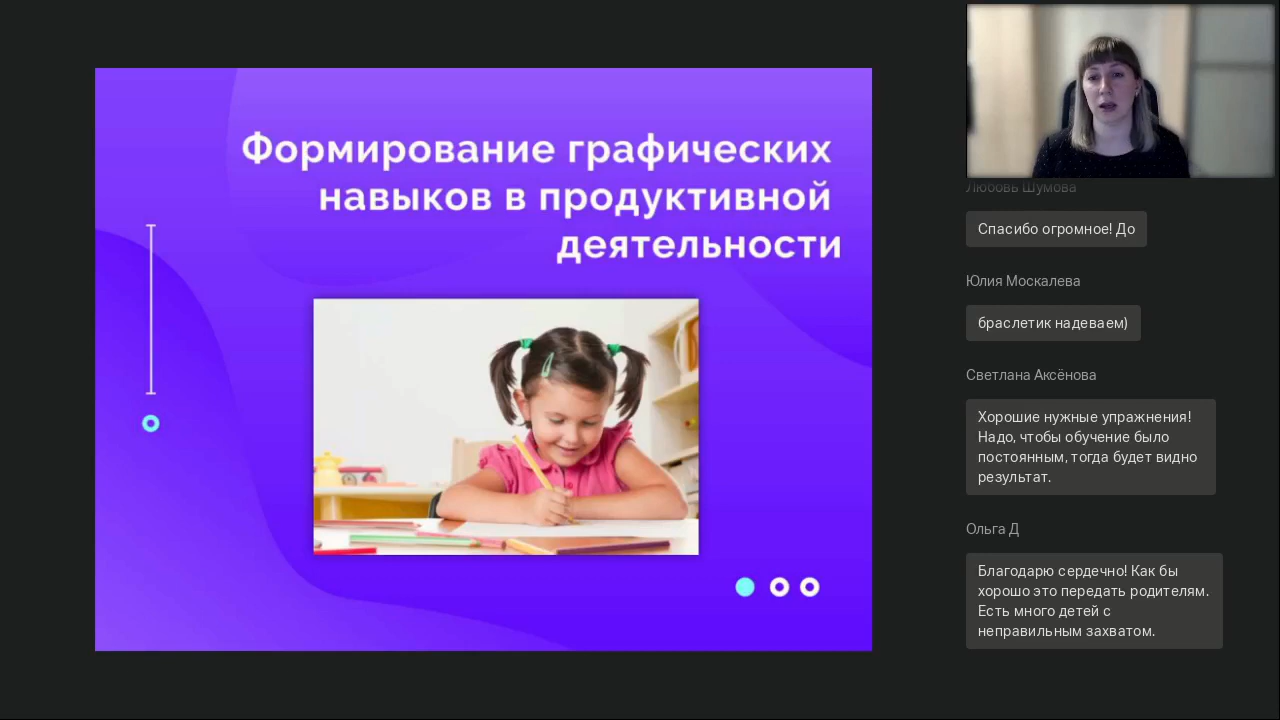 Формирование графических
навыков в продуктивной
деятельности
Любовь Шумова
Спасибо огромное! До
Юлия Москалева
браслетик надеваем)
Светлана Аксёнова
Хорошие нужные упражнения!
Надо, чтобы обучение было
постоянным, тогда будет видно
результат.
Ольга Д
Благодарю сердечно! Как бы
хорошо это передать родителям.
Есть много детей с
неправильным захватом.